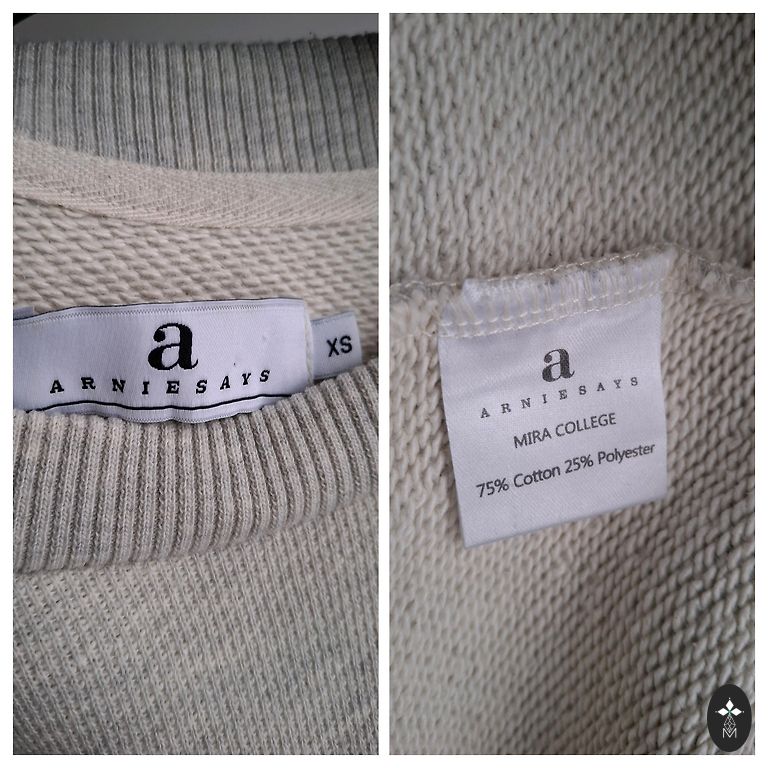 a
ARNIESAYS
XS
a
ARNIESAYS
MIRA COLLEGE
75% Cotton 25% Polyester
M